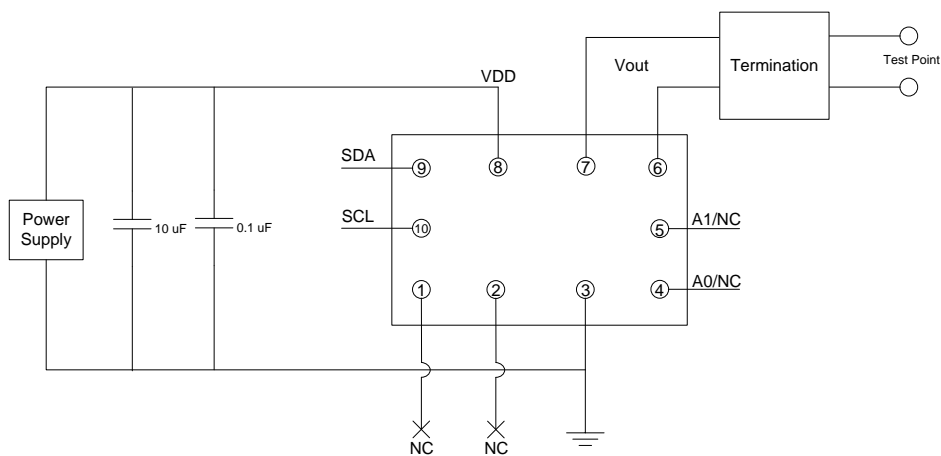 Termination
Test Point
Vout
VDD
SDA
9
8
7
6
Power
Supply
10 uF
0.1 uF
SCL
10
5
A1/NC
1
2
3
4
A0/NC
NC
NC